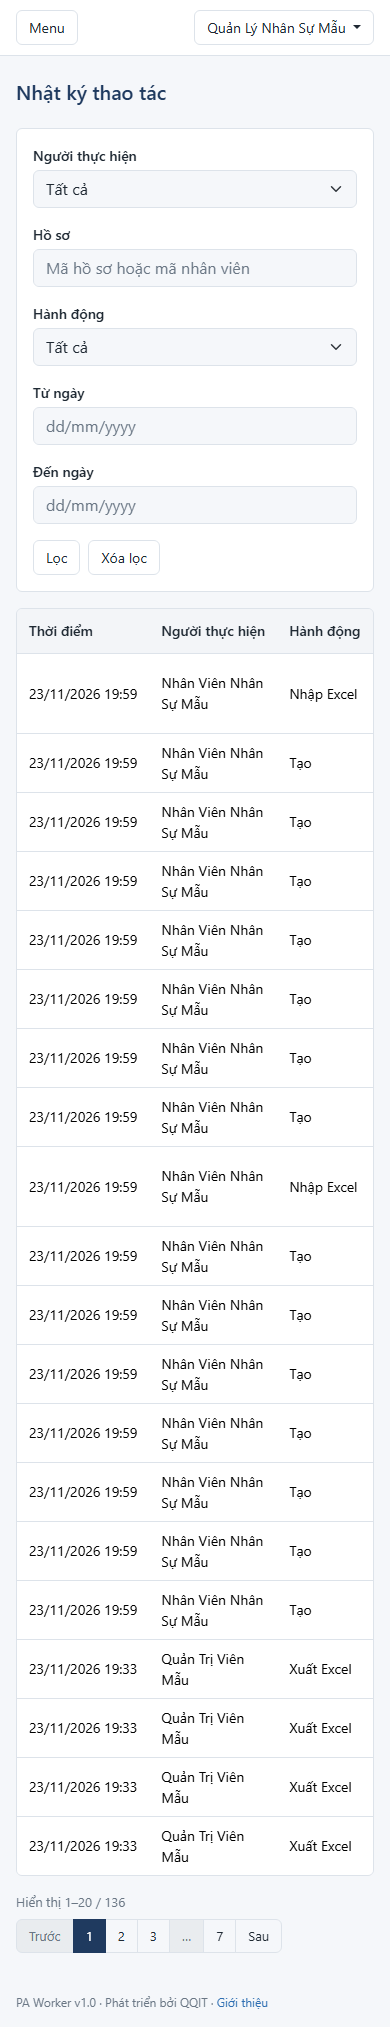 Menu
Quản Lý Nhân Sự Mẫu
Nhật ký thao tác
Người thực hiện
Tất cả
Hồ sơ
Mã hồ sơ hoặc mã nhân viên
Hành động
Tất cả
Từ ngày
dd/mm/yyyy
Đến ngày
dd/mm/yyyy
Lọc Xóa lọc
Thời điểm Người thực hiện Hành động
23/11/2026 19:59 Nhân Viên Nhân Nhập Excel
Sự Mẫu
23/11/2026 19:59 Nhân Viên Nhân Tạo
Sự Mẫu
23/11/2026 19:59 Nhân Viên Nhân Tạo
Sự Mẫu
23/11/2026 19:59 Nhân Viên Nhân Tạo
Sự Mẫu
23/11/2026 19:59 Nhân Viên Nhân Tạo
Sự Mẫu
23/11/2026 19:59 Nhân Viên Nhân Tạo
Sự Mẫu
23/11/2026 19:59 Nhân Viên Nhân Tạo
Sự Mẫu
23/11/2026 19:59 Nhân Viên Nhân Tạo
Sự Mẫu
23/11/2026 19:59 Nhân Viên Nhân Nhập Excel
Sự Mẫu
23/11/2026 19:59 Nhân Viên Nhân Tạo
Sự Mẫu
23/11/2026 19:59 Nhân Viên Nhân Tạo
Sự Mẫu
23/11/2026 19:59 Nhân Viên Nhân Tạo
Sự Mẫu
23/11/2026 19:59 Nhân Viên Nhân Tạo
Sự Mẫu
23/11/2026 19:59 Nhân Viên Nhân Tạo
Sự Mẫu
23/11/2026 19:59 Nhân Viên Nhân Tạo
Sự Mẫu
23/11/2026 19:59 Nhân Viên Nhân Tạo
Sự Mẫu
23/11/2026 19:33 Quản Trị Viên Xuất Excel
Mẫu
23/11/2026 19:33 Quản Trị Viên Xuất Excel
Mẫu
23/11/2026 19:33 Quản Trị Viên Xuất Excel
Mẫu
23/11/2026 19:33 Quản Trị Viên Xuất Excel
Mẫu
Hiển thị 1–20 / 136
Trước 1 2 3 … 7 Sau
PA Worker v1.0 · Phát triển bởi QQIT · Giới thiệu